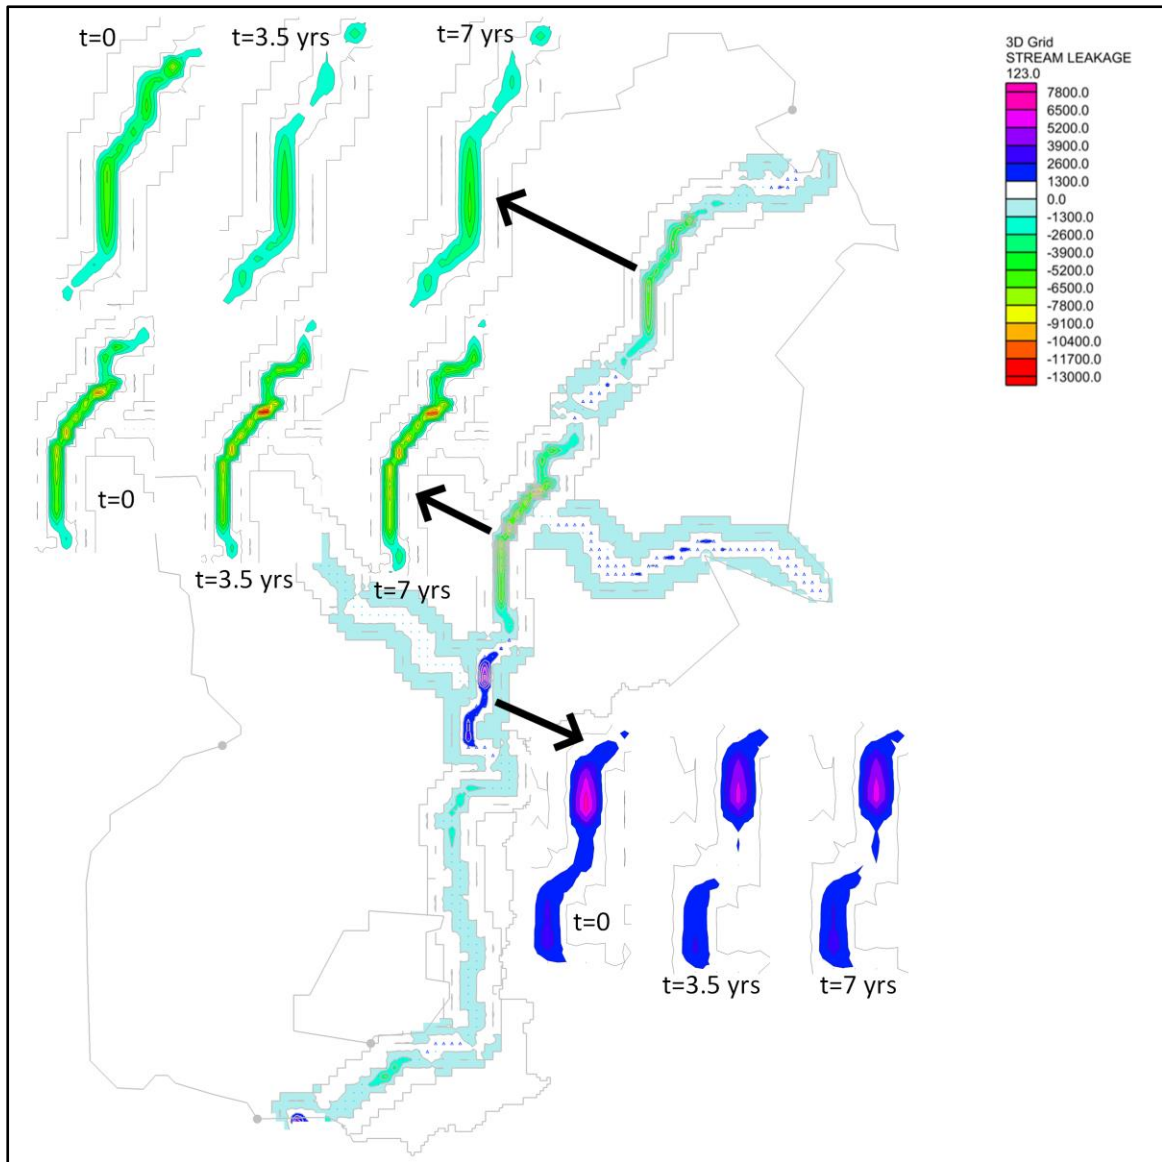 t=0
t=3.5 yrs
t=7 yrs
3D Grid
STREAM LEAKAGE
123.0
7800.0
6500.0
5200.0
3900.0
2600.0
1300.0
0.0
-1300.0
-2600.0
-3900.0
-5200.0
-6500.0
-7800.0
-9100.0
-10400.0
-11700.0
-13000.0
t=0
t=3.5 yrs
t=7 yrs
t=0
t=3.5 yrs
t=7 yrs